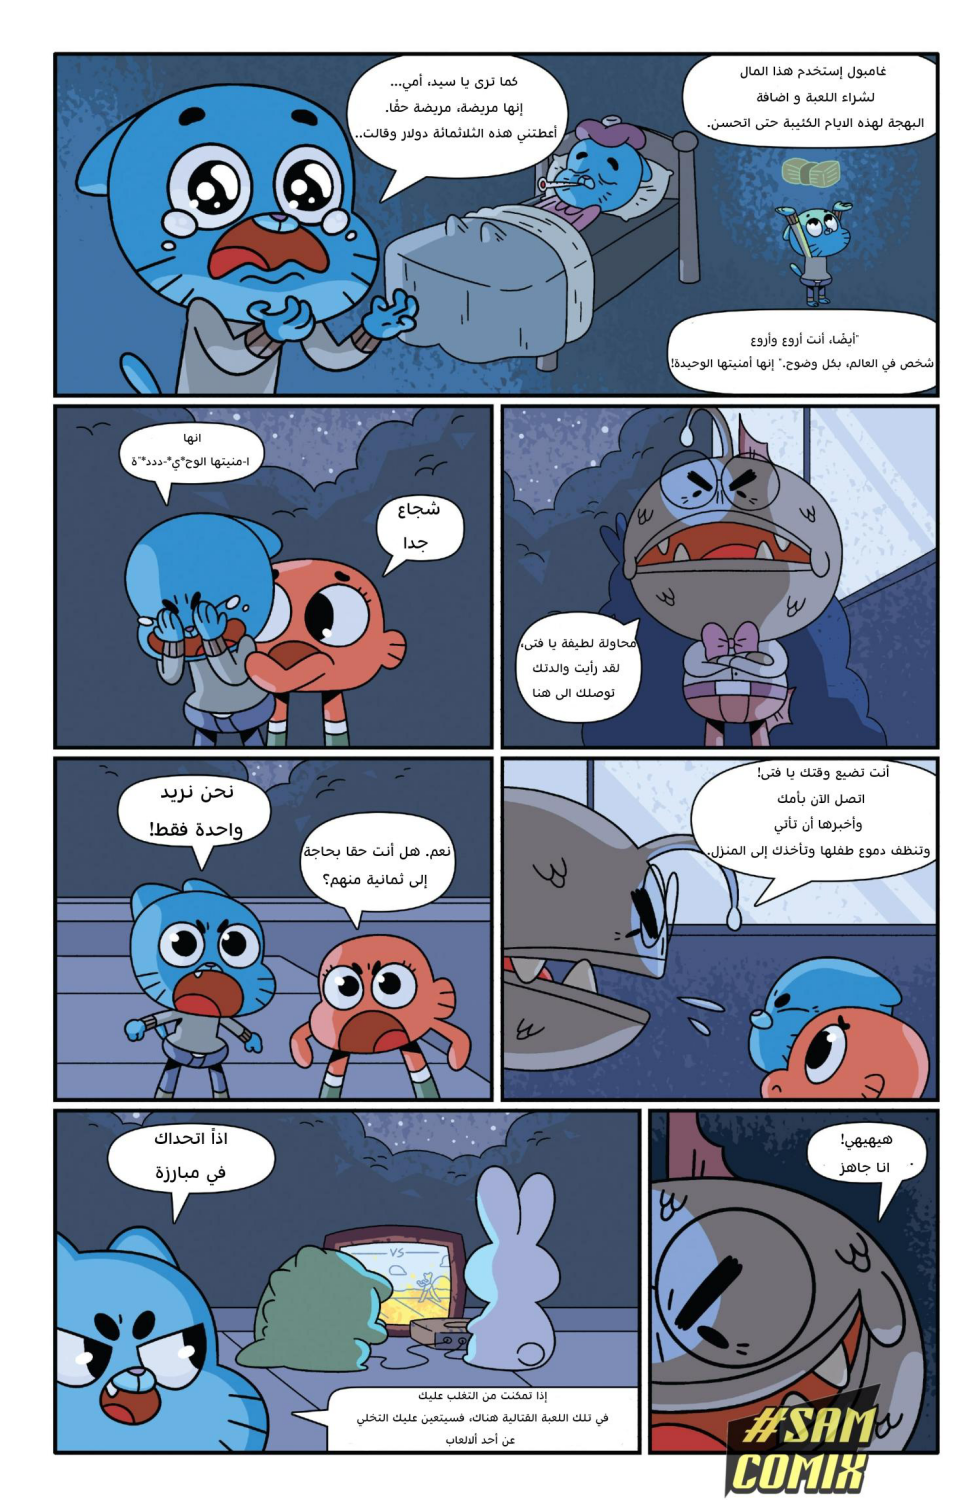 كما ترى يا سيد، أمي...
إنها مريضة، مريضة حقًا.
أعطتني هذه الثلاثمائة دولار وقالت..
غامبول إستخدم هذا المال
لشراء اللعبة و اضافة
البهجة لهذه الايام الكئيبة حتى اتحسن.
"أيضًا، أنت أروع وأروع
شخص في العالم، بكل وضوح." إنها أمنيتها الوحيدة!
انها
ا-منيتها الوح*ي*-ددد*"ة
شجاع
جدا
محاولة لطيفة يا فتى،
لقد رأيت والدتك
توصلك الى هنا
نحن نريد
واحدة فقط!
نعم. هل أنت حقا بحاجة
إلى ثمانية منهم؟
أنت تضيع وقتك يا فتى!
اتصل الآن بأمك
وأخبرها أن تأتي
وتنظف دموع طفلها وتأخذك إلى المنزل.
اذاً اتحداك
في مبارزة
VS
إذا تمكنت من التغلب عليك
في تلك اللعبة القتالية هناك، فسيتعين عليك التخلي
عن أحد ألالعاب
هيهيهي!
انا جاهز
#SAM
COMIX